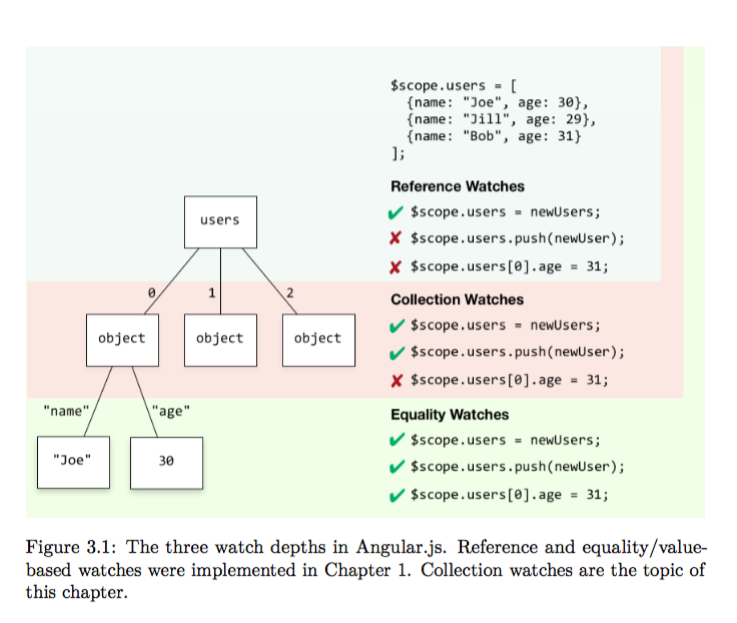 $scope.users = [
{name: "Joe", age: 30},
{name: "Jill", age: 29},
{name: "Bob", age: 31}
];
Reference Watches
✔ $scope.users = newUsers;
✘ $scope.users.push(newUser);
✘ $scope.users[0].age = 31;
users
0 1 2
Collection Watches
✔ $scope.users = newUsers;
✔ $scope.users.push(newUser);
✘ $scope.users[0].age = 31;
object object object
"name" "age"
Equality Watches
✔ $scope.users = newUsers;
✔ $scope.users.push(newUser);
✔ $scope.users[0].age = 31;
"Joe" 30
Figure 3.1: The three watch depths in Angular.js. Reference and equality/value-
based watches were implemented in Chapter 1. Collection watches are the topic of
this chapter.